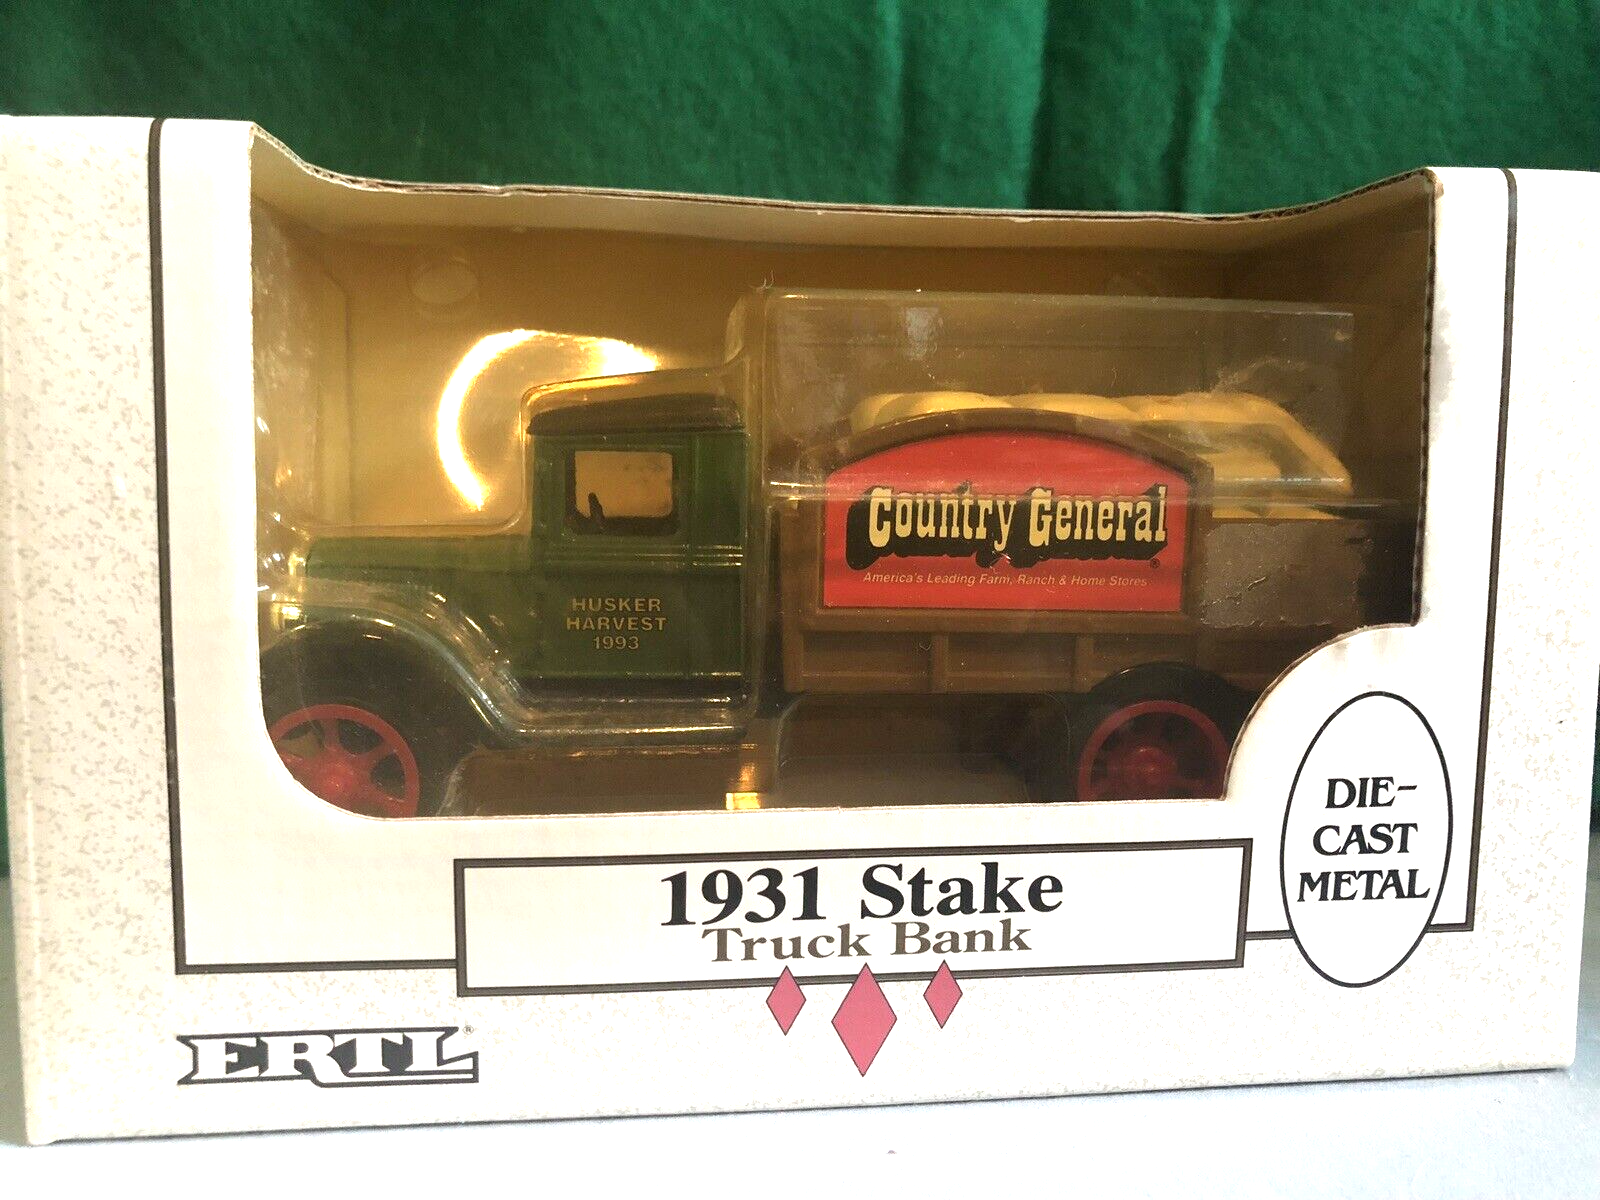 Country General®
America's Leading Farm, Ranch & Home Stores
HUSKER
HARVEST
1993
DIE-
CAST
METAL
1931 Stake
Truck Bank
ERTL®